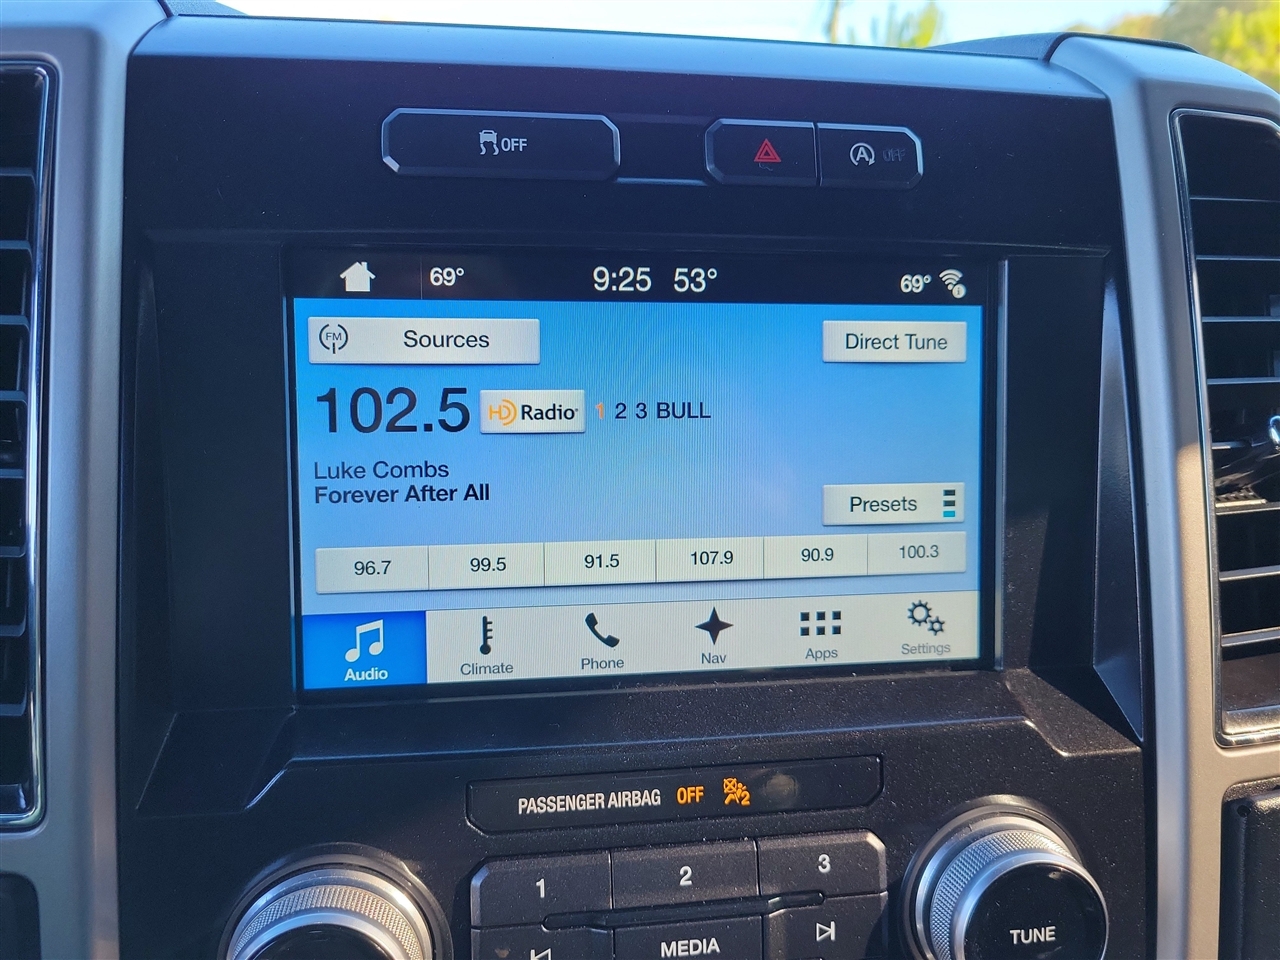 OFF
A OFF
69° 9:25 53° 69°
FM Sources Direct Tune
102.5 HD Radio 1 2 3 BULL
Luke Combs
Forever After All
Presets
96.7 99.5 91.5 107.9 90.9 100.3
Audio Climate Phone Nav Apps Settings
PASSENGER AIRBAG OFF 2
1 2 3
MEDIA
TUNE